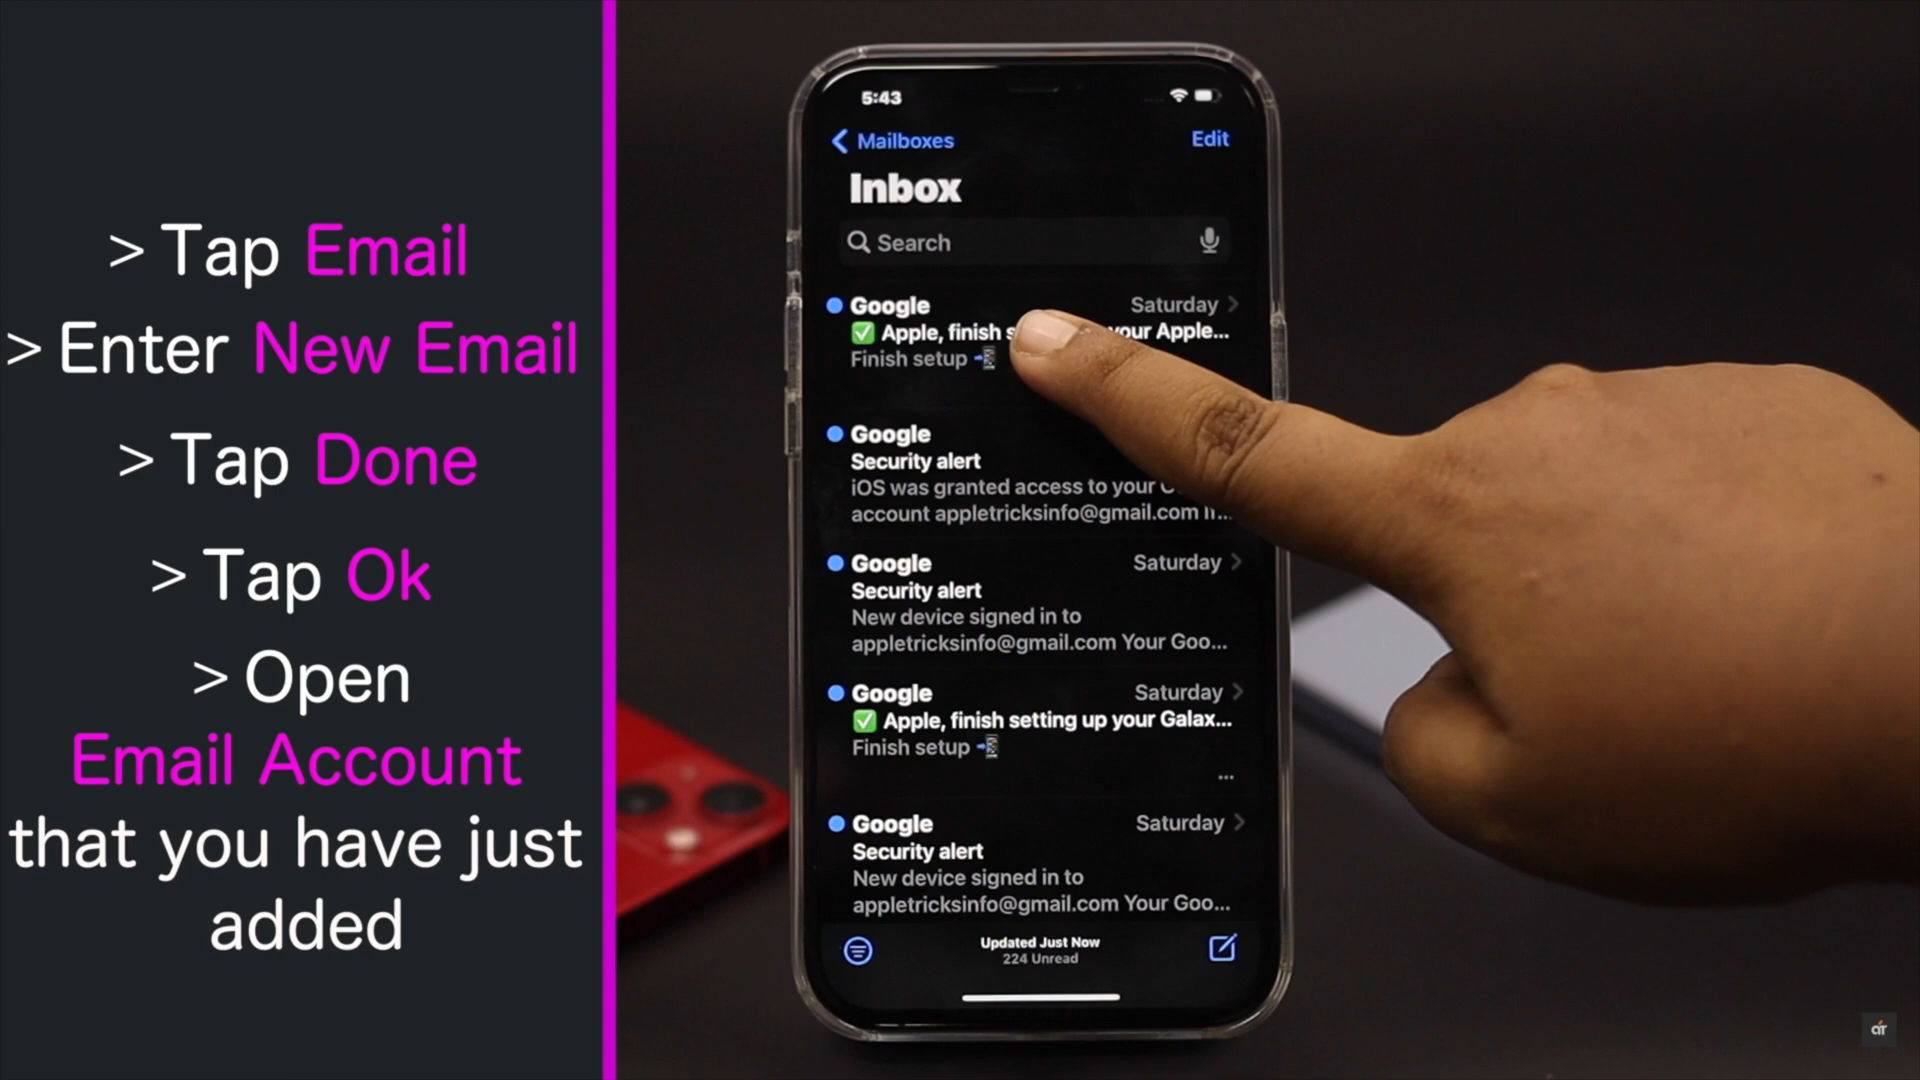 > Tap Email
> Enter New Email
> Tap Done
> Tap Ok
> Open
Email Account
that you have just
added
5:43
Mailboxes
Edit
Inbox
Search
Google
Saturday
✅ Apple, finish your Apple...
Finish setup 📲
Google
Security alert
iOS was granted access to your
account appletricksinfo@gmail.com
Google
Saturday
Security alert
New device signed in to
appletricksinfo@gmail.com Your Goo...
Google
Saturday
✅ Apple, finish setting up your Galax...
Finish setup 📲
...
Google
Saturday
Security alert
New device signed in to
appletricksinfo@gmail.com Your Goo...
Updated Just Now
224 Unread
ar